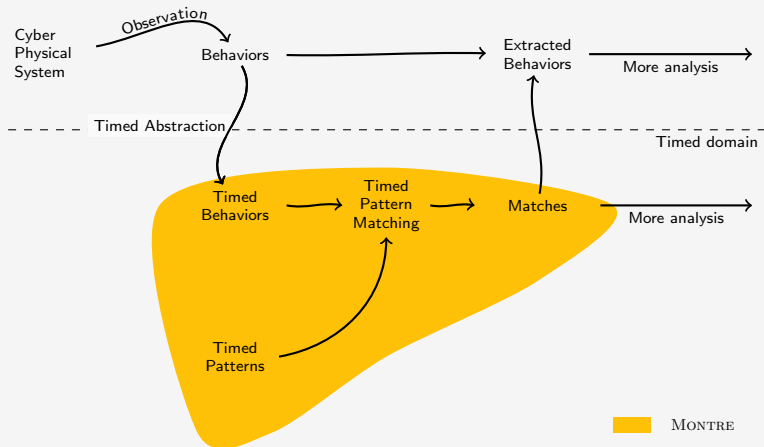 Observation
Cyber
Physical
System
Behaviors
Extracted
Behaviors
More analysis
Timed Abstraction
Timed domain
Timed
Behaviors
Timed
Pattern
Matching
Matches
More analysis
Timed
Patterns
MONTRE